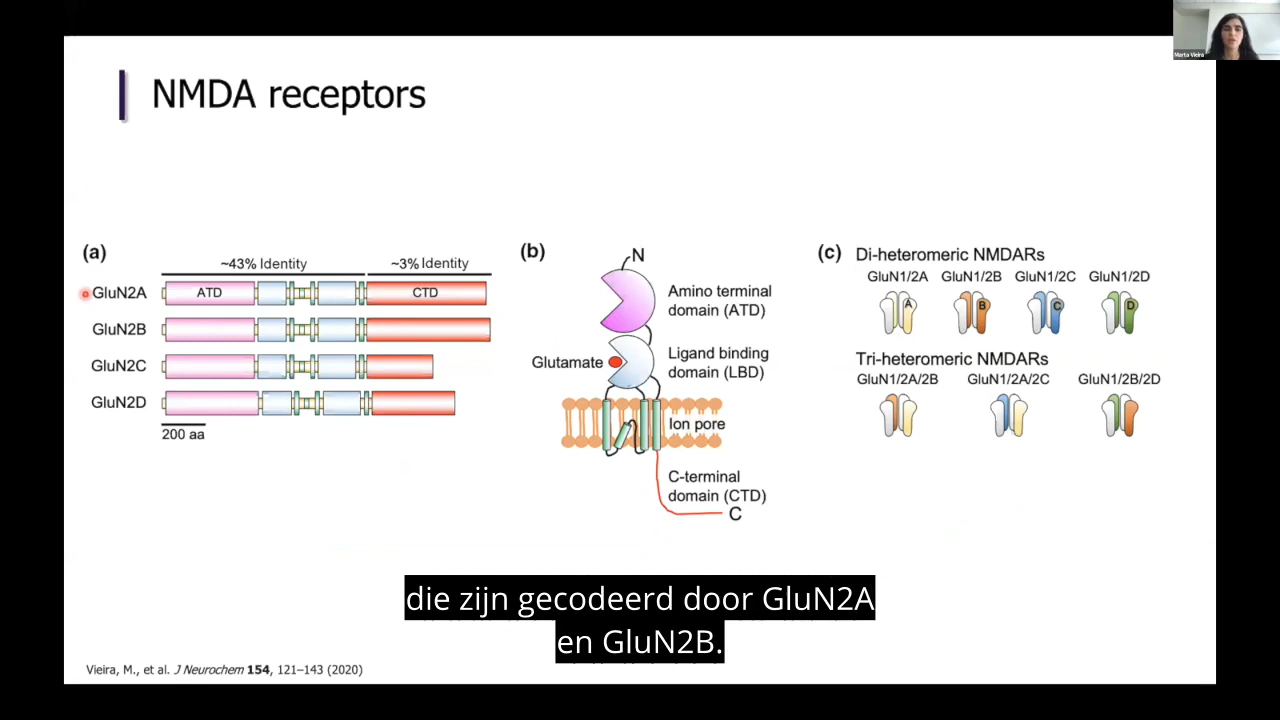 Marta Vieira
NMDA receptors
(a)
~43% Identity
~3% Identity
GluN2A
ATD
CTD
GluN2B
GluN2C
GluN2D
200 aa
(b)
N
Amino terminal
domain (ATD)
Glutamate
Ligand binding
domain (LBD)
Ion pore
C-terminal
domain (CTD)
C
(c)
Di-heteromeric NMDARs
GluN1/2A GluN1/2B GluN1/2C GluN1/2D
A B C D
Tri-heteromeric NMDARs
GluN1/2A/2B GluN1/2A/2C GluN1/2B/2D
die zijn gecodeerd door GluN2A
en GluN2B.
Vieira, M., et al. J Neurochem 154, 121–143 (2020)